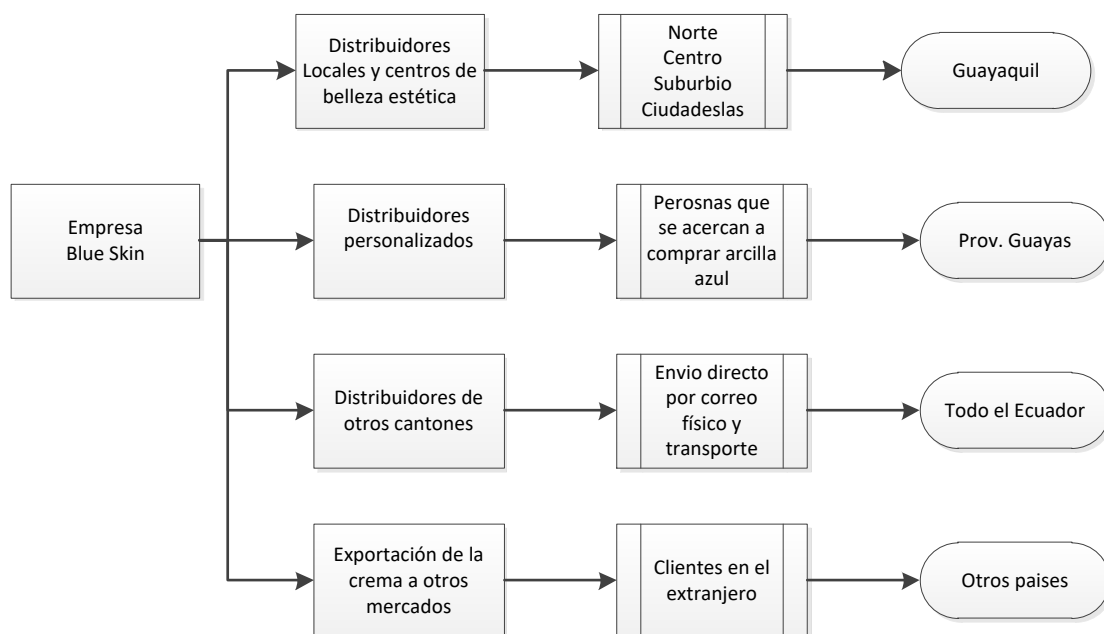 Distribuidores
Locales y centros de
belleza estética
Norte
Centro
Suburbio
Ciudadeslas
Guayaquil
Empresa
Blue Skin
Distribuidores
personalizados
Perosnas que
se acercan a
comprar arcilla
azul
Prov. Guayas
Distribuidores de
otros cantones
Envio directo
por correo
físico y
transporte
Todo el Ecuador
Exportación de la
crema a otros
mercados
Clientes en el
extranjero
Otros paises